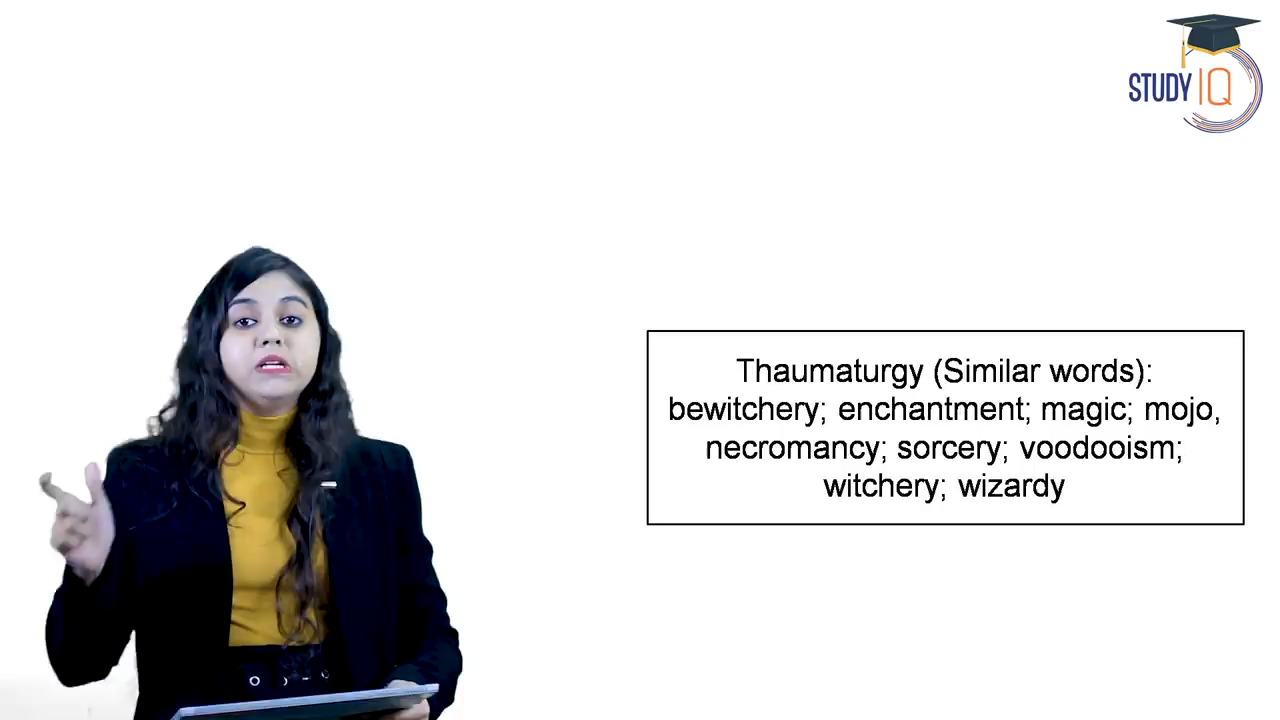 STUDY IQ
Thaumaturgy (Similar words):
bewitchery; enchantment; magic; mojo,
necromancy; sorcery; voodooism;
witchery; wizardy